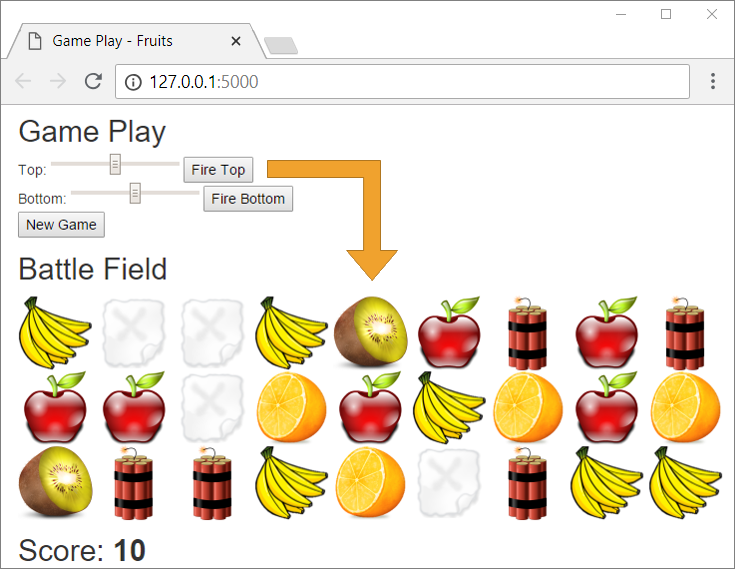 Game Play - Fruits
127.0.0.1:5000
Game Play
Top: Fire Top
Bottom: Fire Bottom
New Game
Battle Field
Score: 10